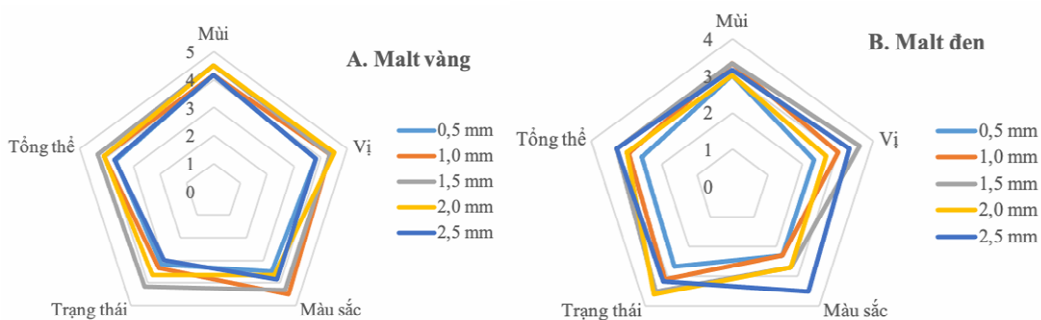 Mùi
A. Malt vàng
5
4
3
2
1
0
Tổng thể
Vị
Trạng thái
Màu sắc
0,5 mm
1,0 mm
1,5 mm
2,0 mm
2,5 mm
Mùi
B. Malt đen
4
3
2
1
0
Tổng thể
Vị
Trạng thái
Màu sắc
0,5 mm
1,0 mm
1,5 mm
2,0 mm
2,5 mm